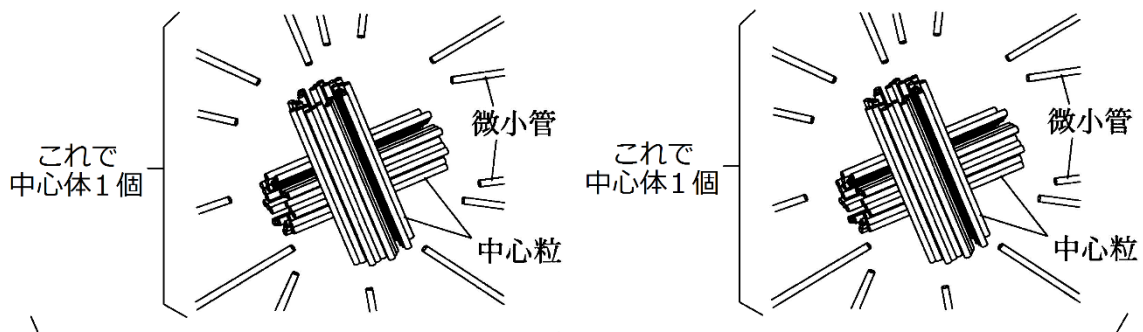 これで
中心体１個
微小管
中心粒
これで
中心体１個
微小管
中心粒